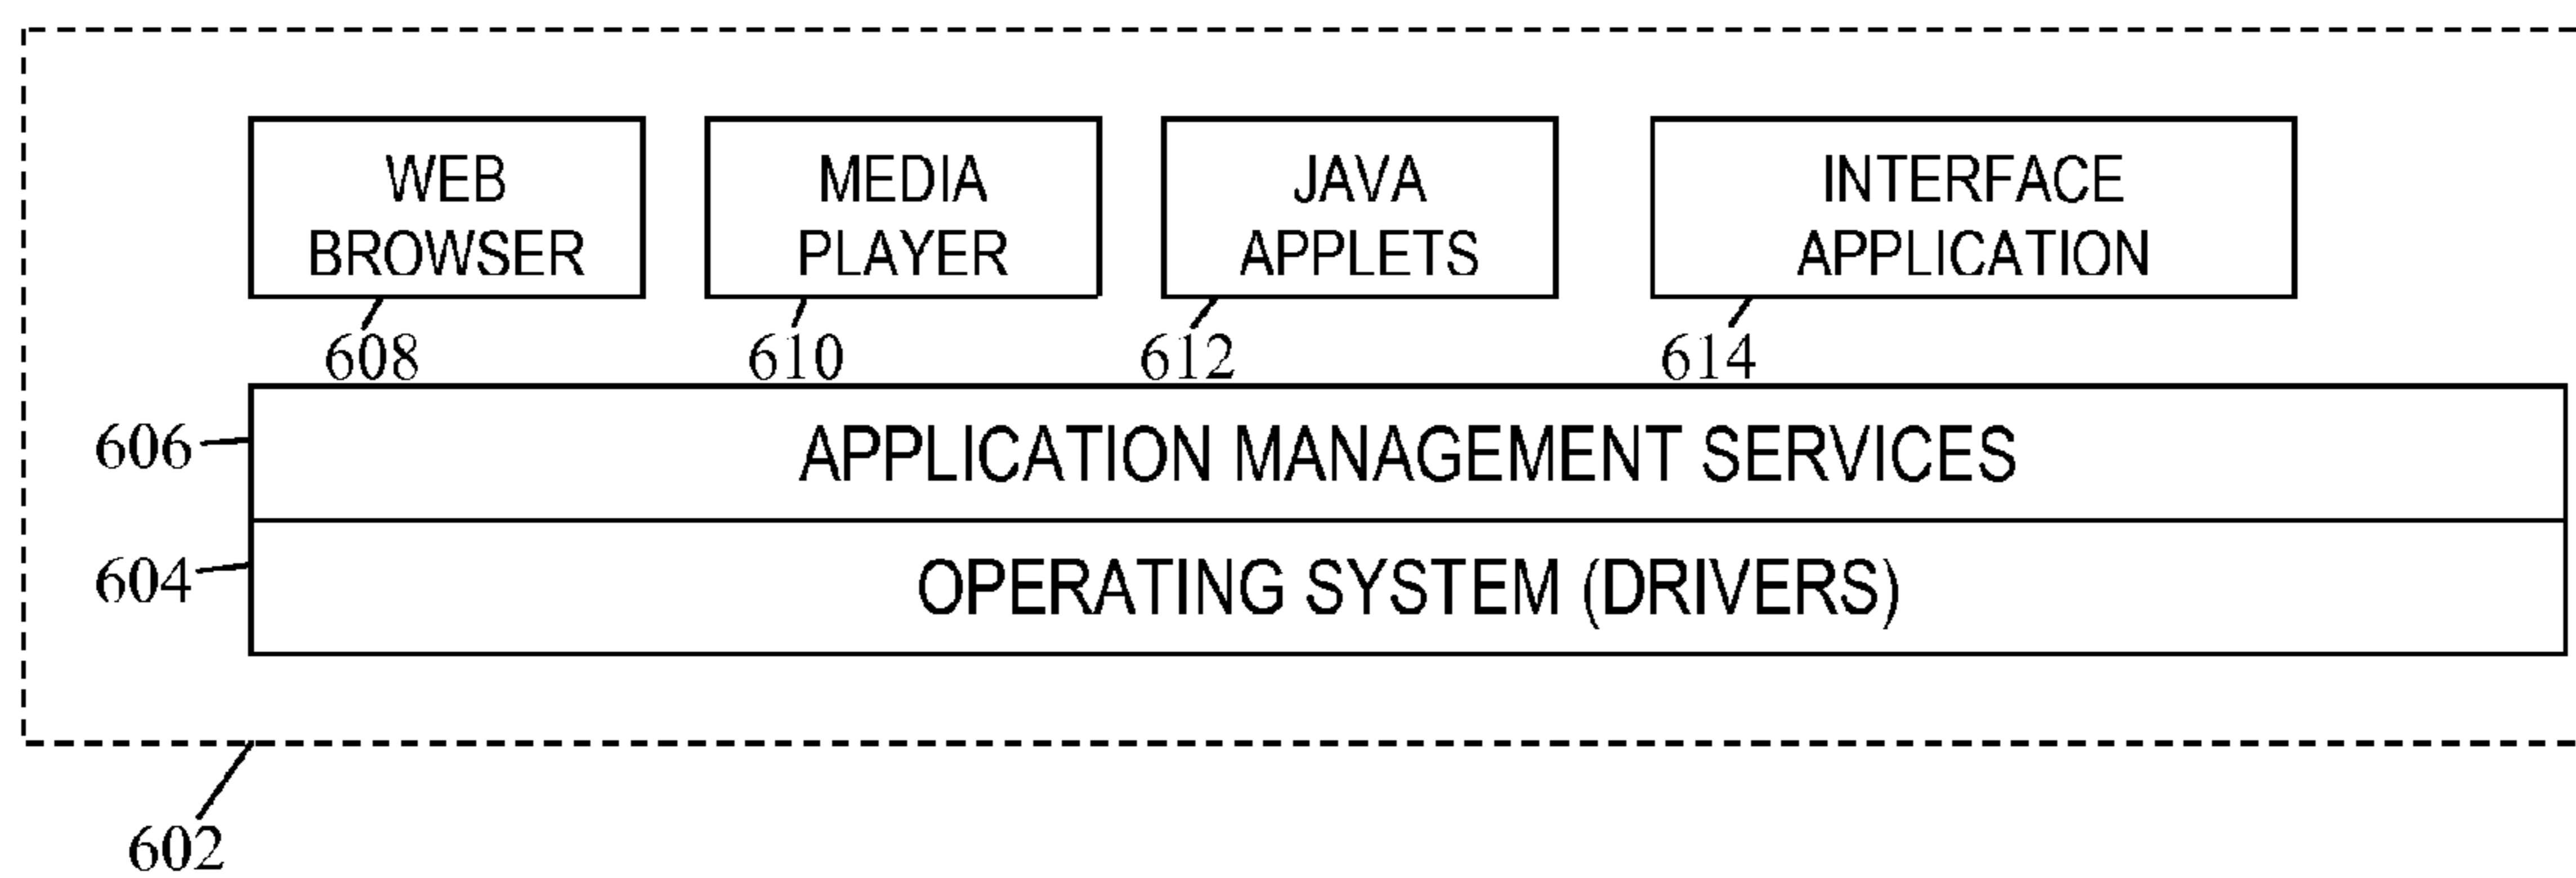 WEB
BROWSER
MEDIA
PLAYER
JAVA
APPLETS
INTERFACE
APPLICATION
608
610
612
614
606
APPLICATION MANAGEMENT SERVICES
604
OPERATING SYSTEM (DRIVERS)
602